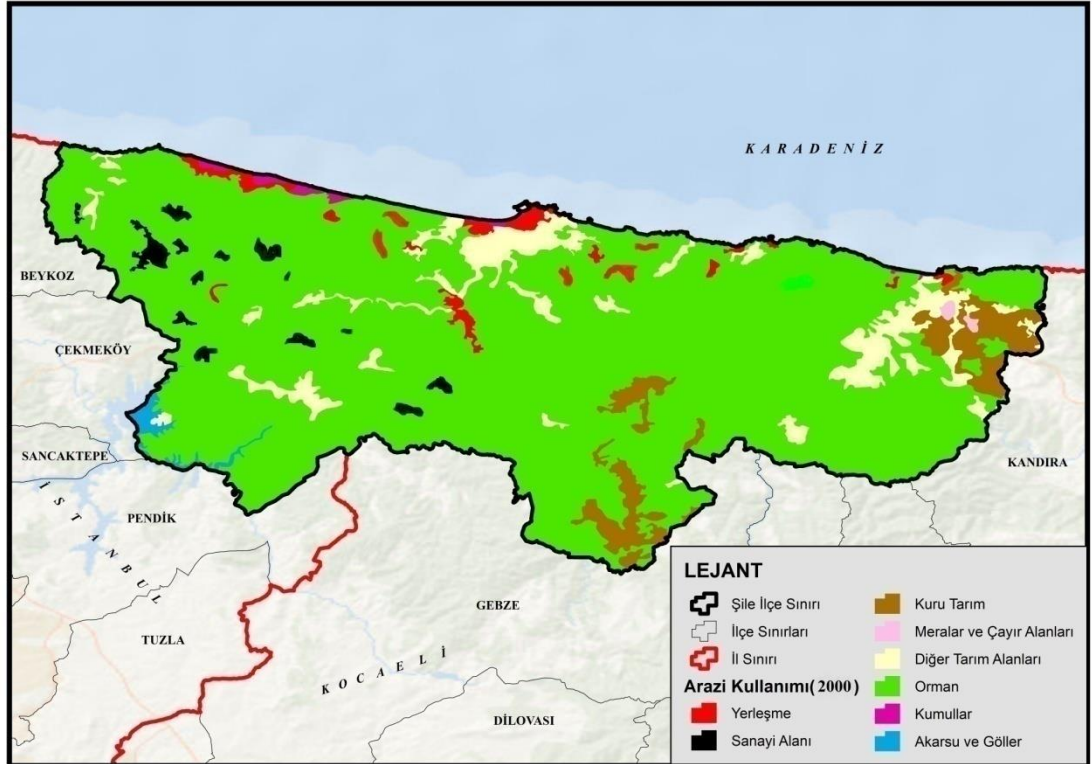 KARADENİZ
BEYKOZ
ÇEKMEKÖY
SANCAKTEPE
KANDIRA
İSTANBUL
PENDİK
GEBZE
TUZLA
KOCAELİ
DİLOVASI
LEJANT
Şile İlçe Sınırı
İlçe Sınırları
İl Sınırı
Arazi Kullanımı(2000)
Yerleşme
Sanayi Alanı
Kuru Tarım
Meralar ve Çayır Alanları
Diğer Tarım Alanları
Orman
Kumullar
Akarsu ve Göller